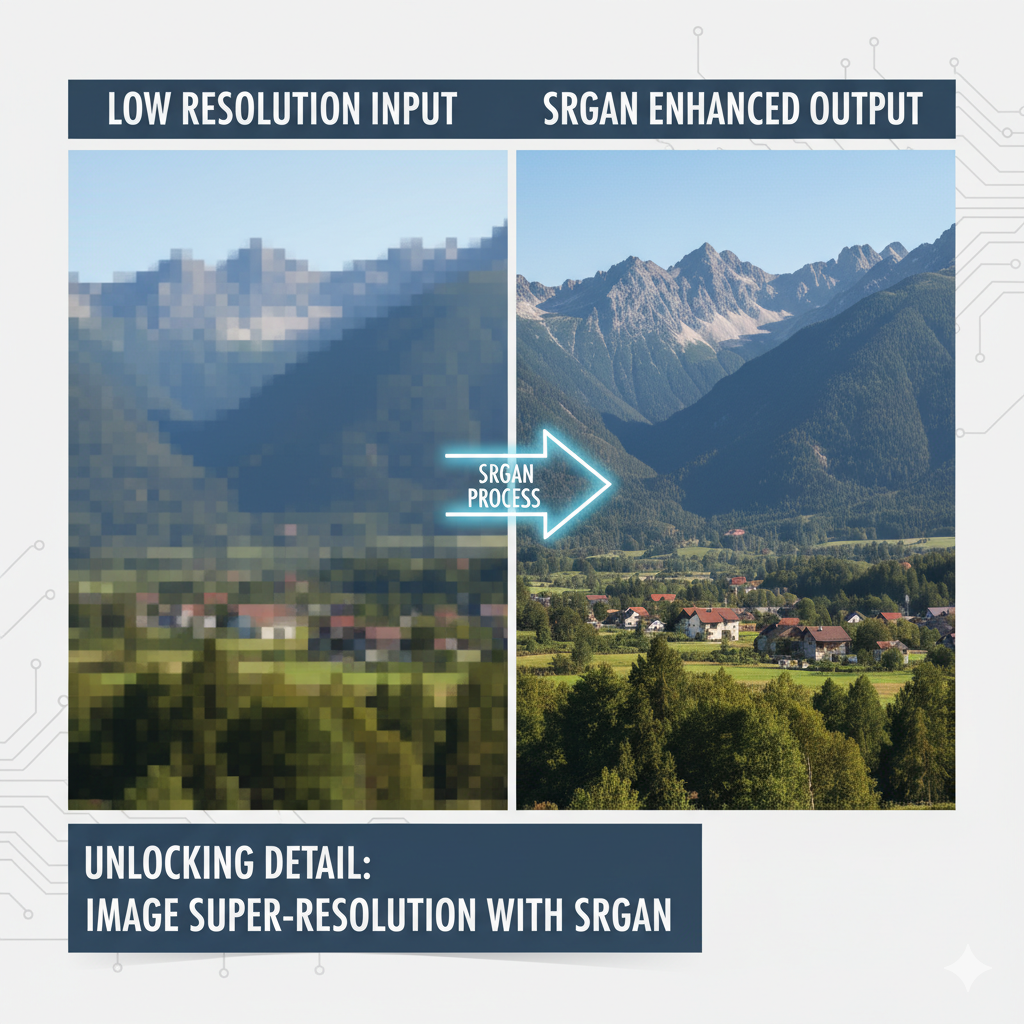 LOW RESOLUTION INPUT
SRGAN ENHANCED OUTPUT
SRGAN
PROCESS
UNLOCKING DETAIL:
IMAGE SUPER-RESOLUTION WITH SRGAN